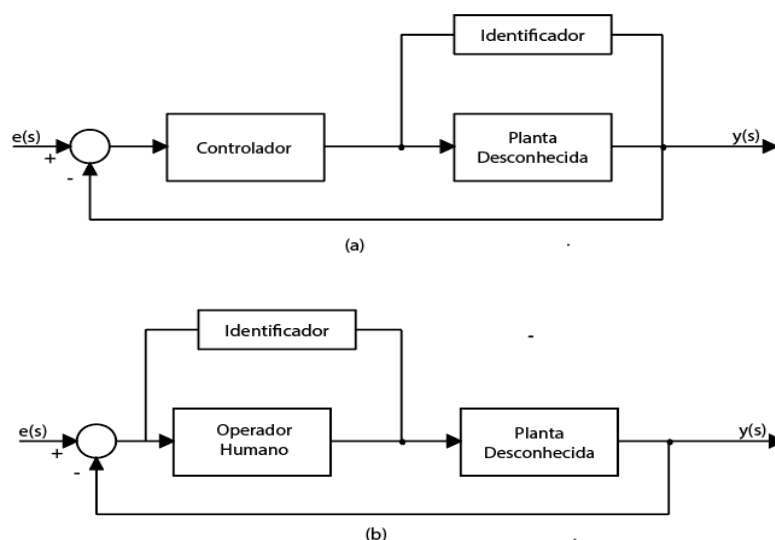 Identificador
e(s)
+
-
Controlador
Planta
Desconhecida
y(s)
(a)
Identificador
e(s)
+
-
Operador
Humano
Planta
Desconhecida
y(s)
(b)